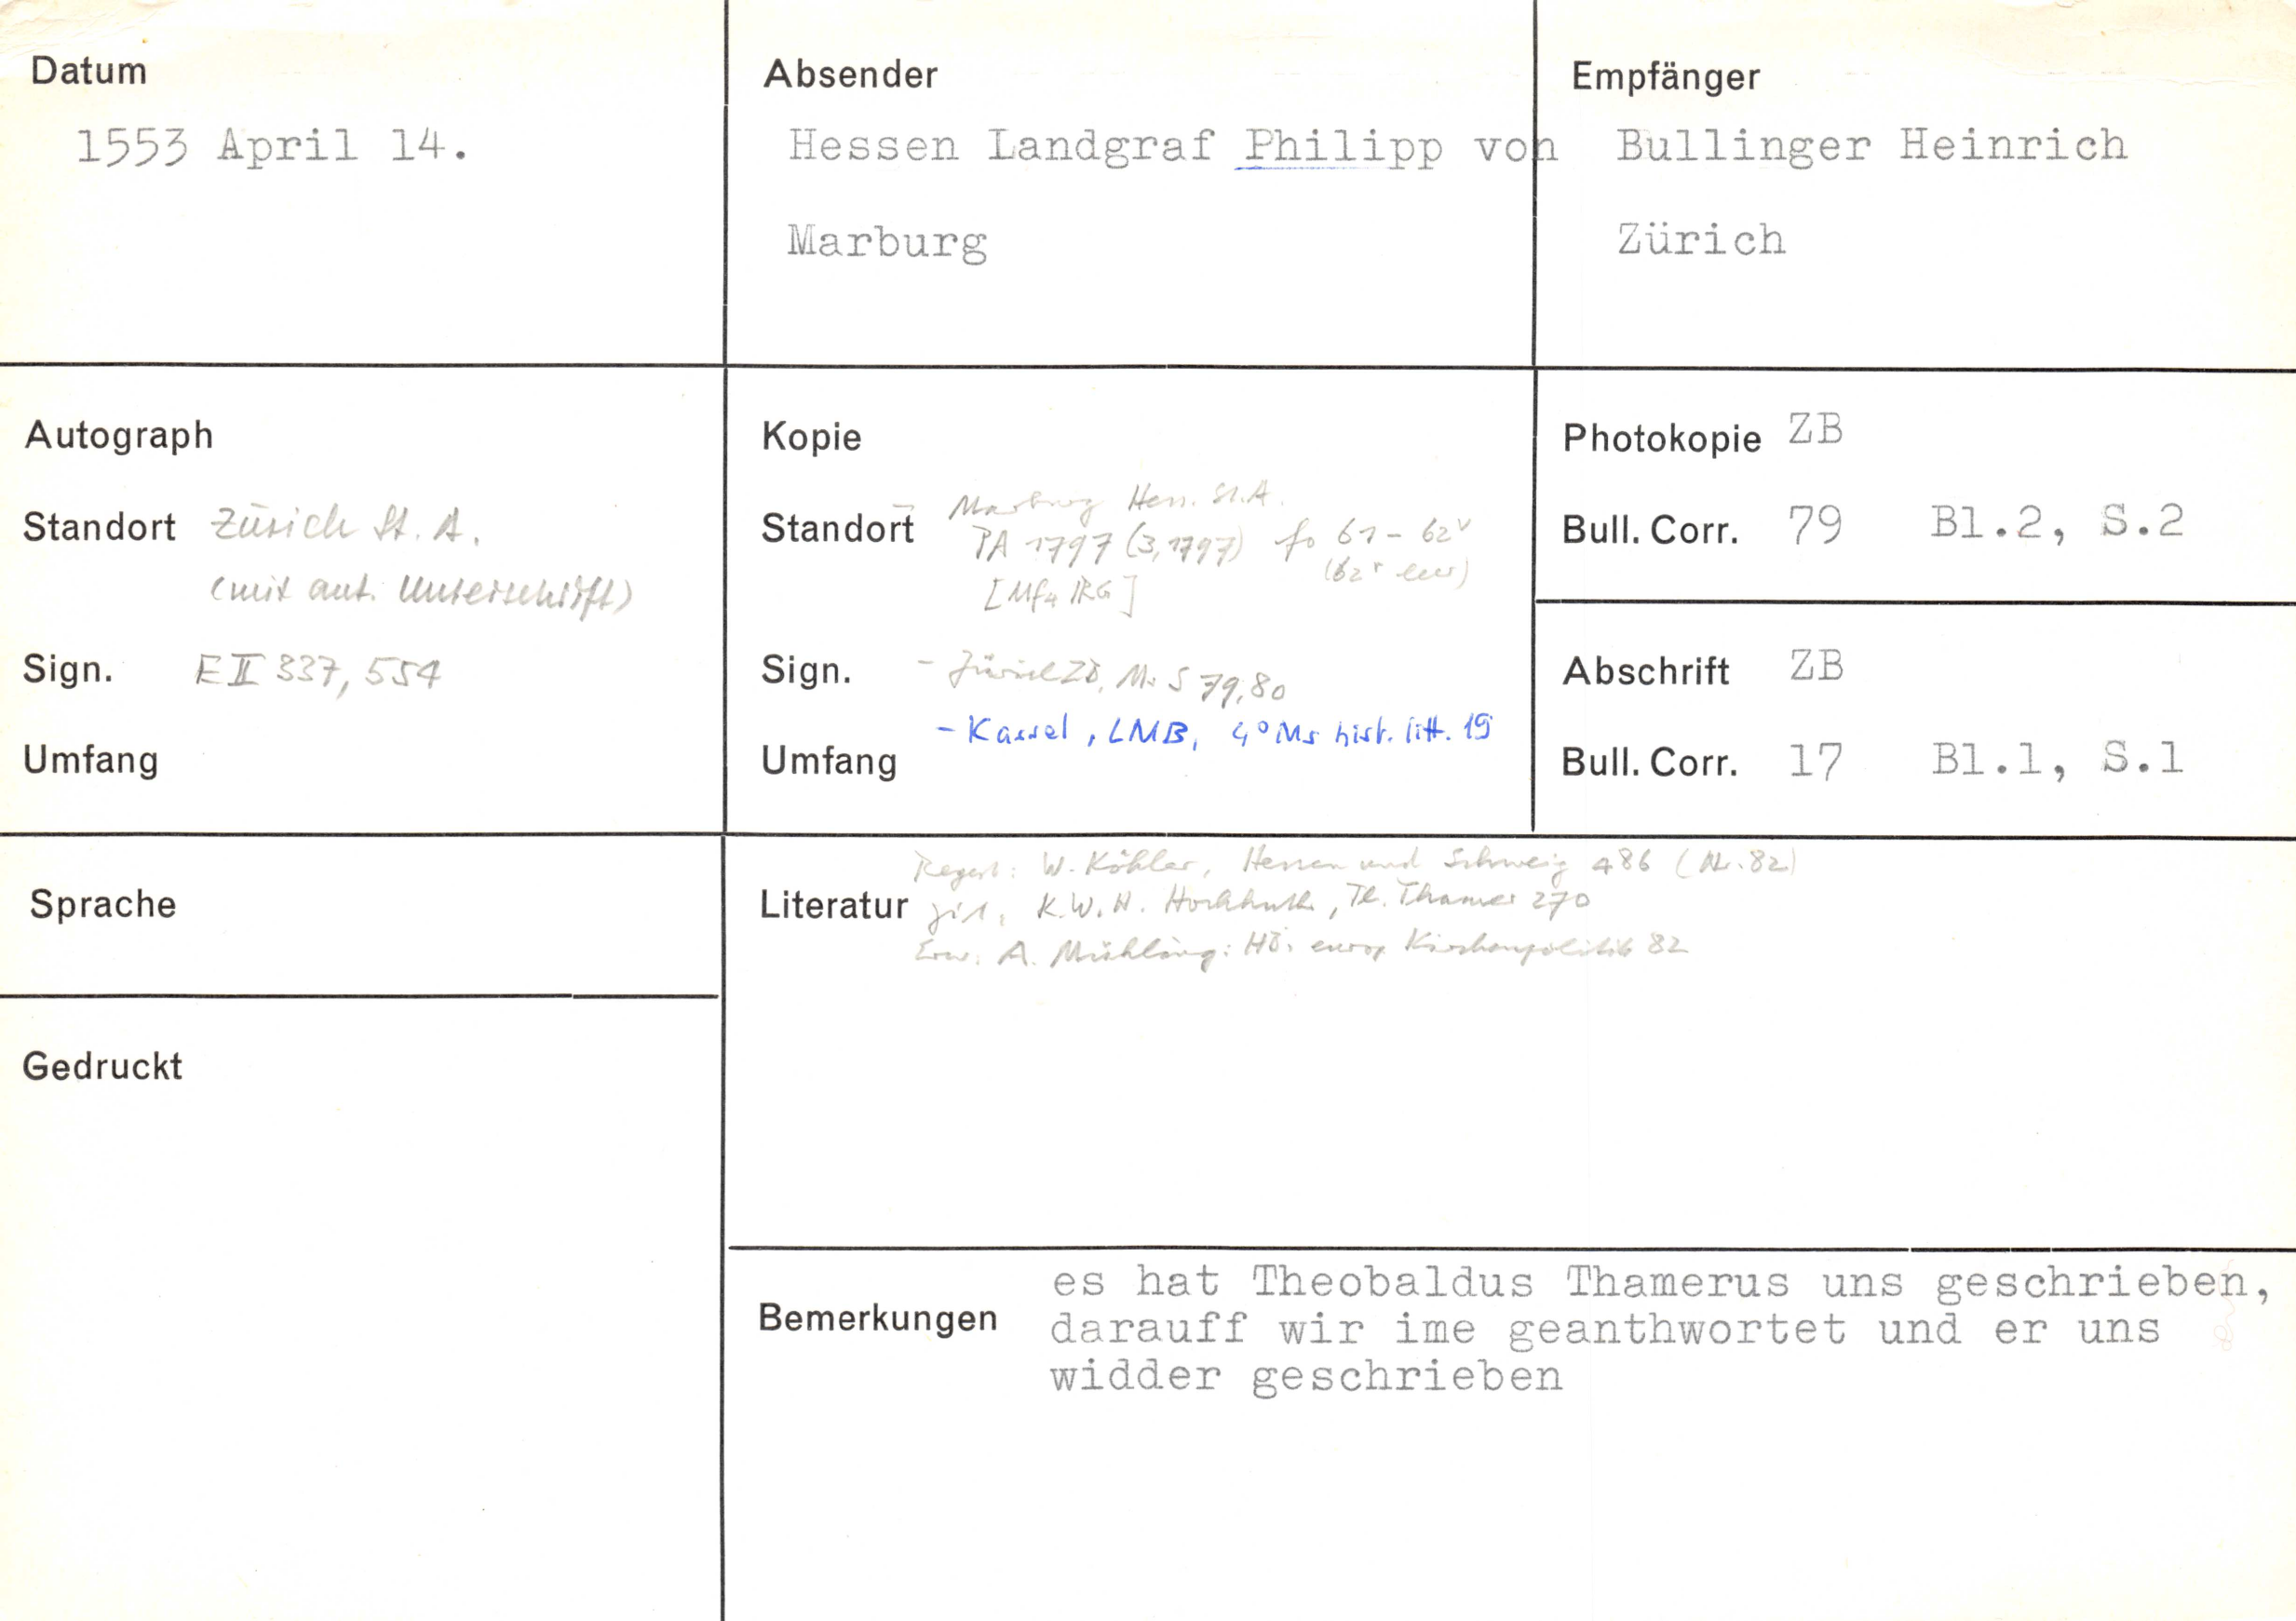 Datum
1553 April 14.
Absender
Hessen Landgraf Philipp von
Marburg
Empfänger
Bullinger Heinrich
Zürich
Autograph
Standort Zürich St. A.
(mit aut. Unterschrift)
Sign. E II 337, 554
Umfang
Kopie
Standort - Marburg Hess. St.A.
PA 1797 (3,1797) fo 61-62v
(62r leer)
[Mf IRG]
Sign. - Zürich ZB, Ms S 79,80
- Kassel, LMB, 4° Ms hist. litt. 19
Umfang
Photokopie ZB
Bull. Corr. 79 Bl.2, S.2
Abschrift ZB
Bull. Corr. 17 Bl.1, S.1
Sprache
Gedruckt
Regest: W. Köhler, Hessen und Schweiz 486 (Nr. 82)
Literatur zit. K.W.H. Hochhuth, Th. Thamer 270
Erw. A. Mühling: HB. europ Kirchenpolitik 82
Bemerkungen
es hat Theobaldus Thamerus uns geschrieben,
darauff wir ime geanthwortet und er uns
widder geschrieben